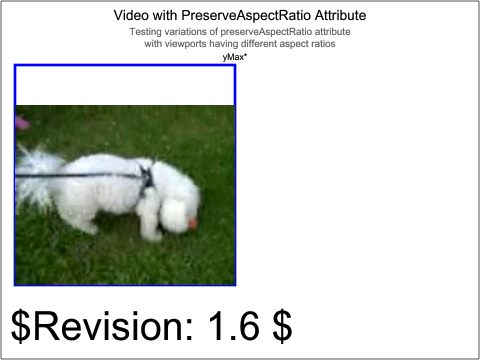 Video with PreserveAspectRatio Attribute
Testing variations of preserveAspectRatio attribute
with viewports having different aspect ratios
yMax*
$Revision: 1.6 $